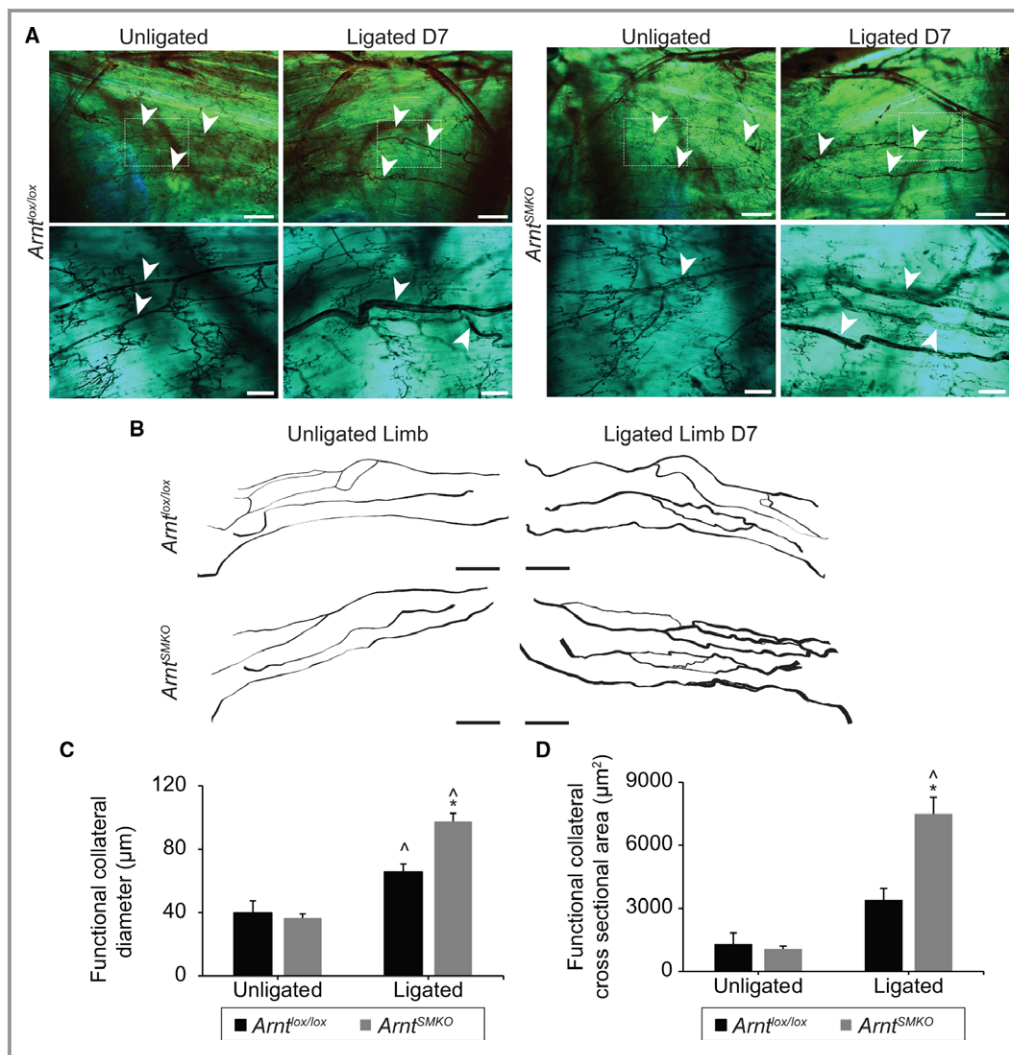 A
Unligated
Ligated D7
Unligated
Ligated D7
Arnt^lox/lox
Arnt^SMKO
B
Unligated Limb
Ligated Limb D7
Arnt^lox/lox
Arnt^SMKO
C
Functional collateral
diameter (µm)
120
80
40
0
^
^
*
Unligated
Ligated
Arnt^lox/lox
Arnt^SMKO
D
Functional collateral
cross sectional area (µm²)
9000
6000
3000
0
^
*
Unligated
Ligated
Arnt^lox/lox
Arnt^SMKO